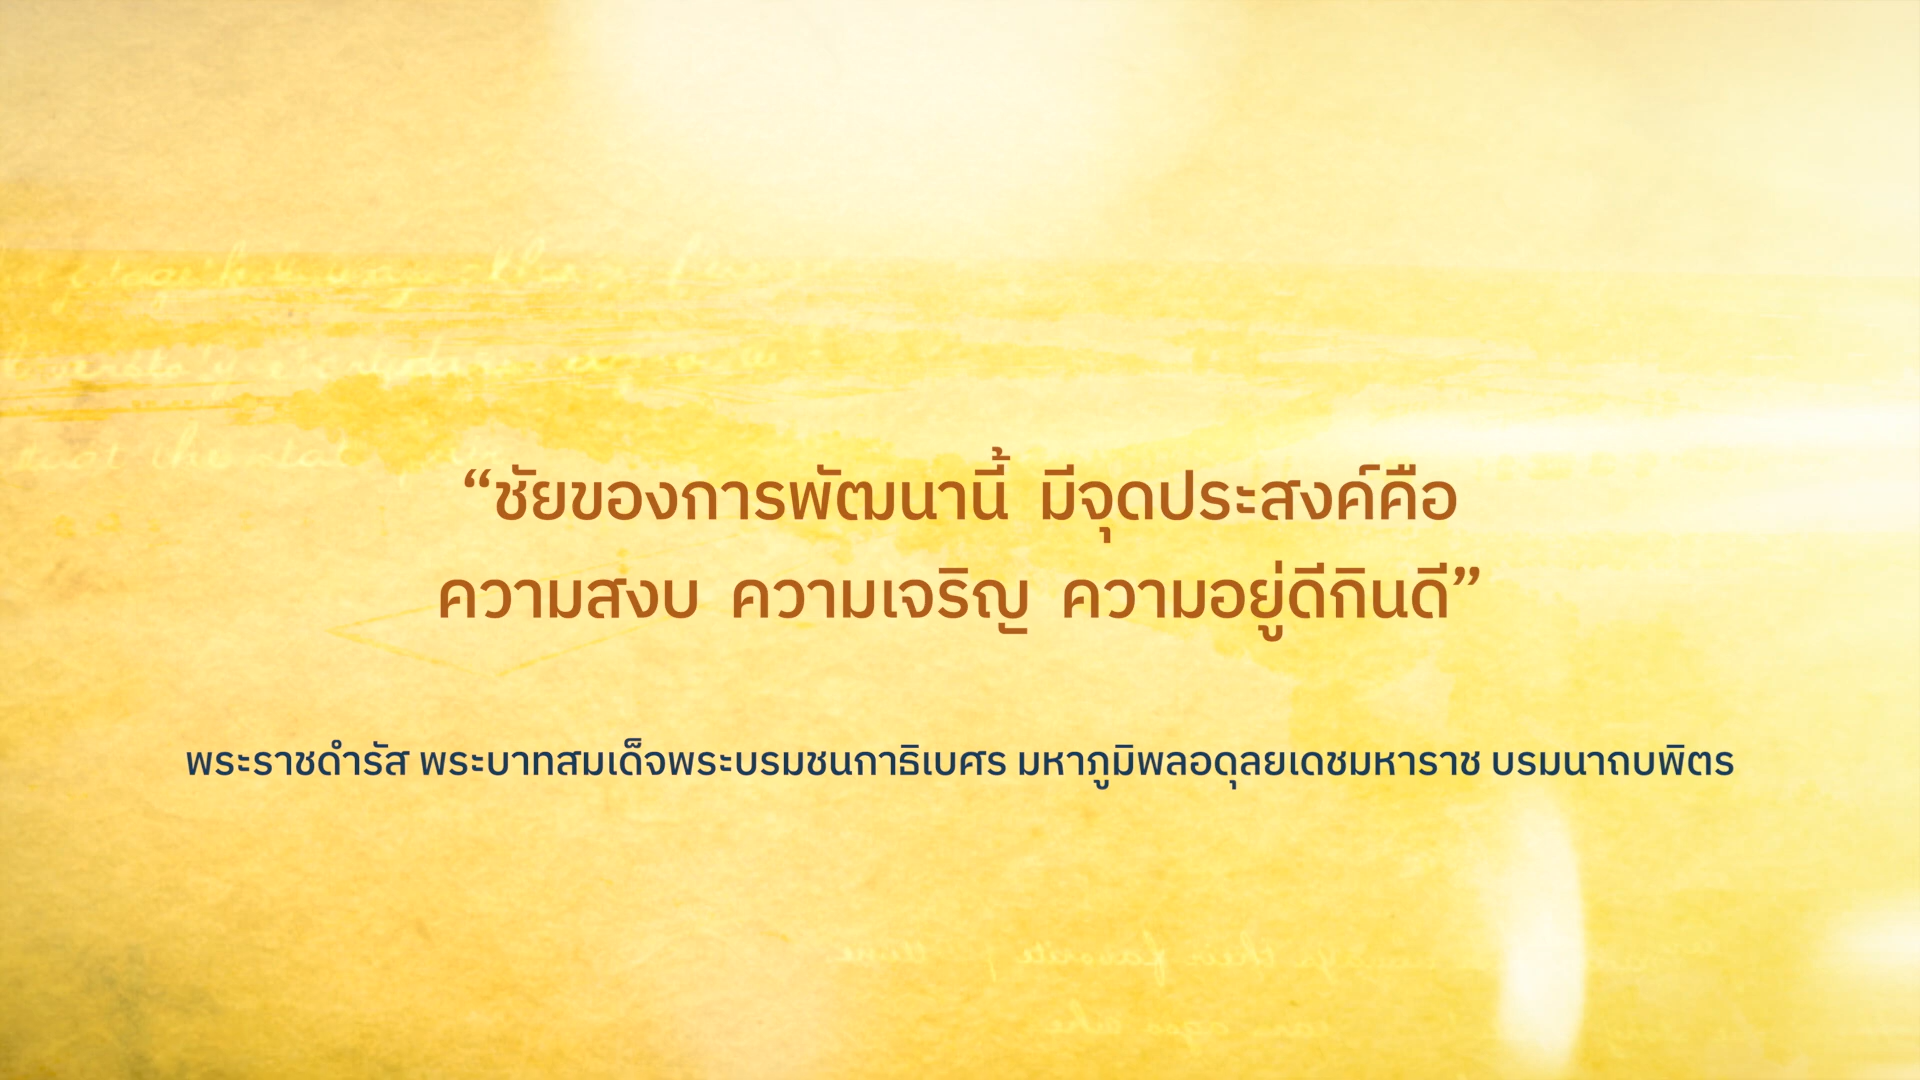 “ชัยของการพัฒนานี้ มีจุดประสงค์คือ
ความสงบ ความเจริญ ความอยู่ดีกินดี”
พระราชดำรัส พระบาทสมเด็จพระบรมชนกาธิเบศร มหาภูมิพลอดุลยเดชมหาราช บรมนาถบพิตร